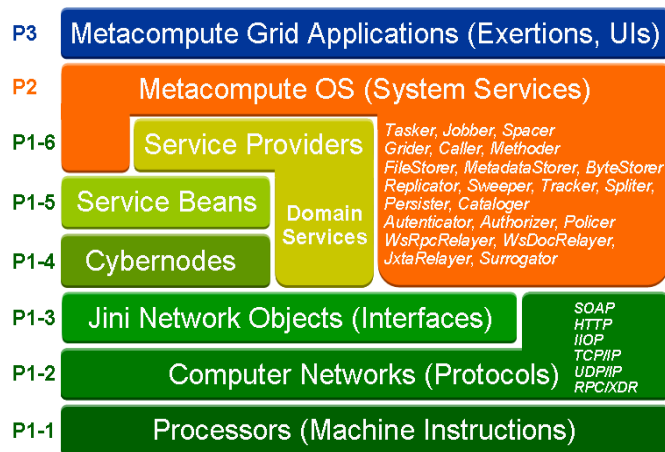 P3 Metacompute Grid Applications (Exertions, UIs)
P2 Metacompute OS (System Services)
P1-6 Service Providers
Tasker, Jobber, Spacer
Grider, Caller, Methoder
FileStorer, MetadataStorer, ByteStorer
Replicator, Sweeper, Tracker, Spliter,
Persister, Cataloger
Autenticator, Authorizer, Policer
WsRpcRelayer, WsDocRelayer,
JxtaRelayer, Surrogator
P1-5 Service Beans
Domain
Services
P1-4 Cybernodes
P1-3 Jini Network Objects (Interfaces)
SOAP
HTTP
IIOP
TCP/IP
UDP/IP
RPC/XDR
P1-2 Computer Networks (Protocols)
P1-1 Processors (Machine Instructions)